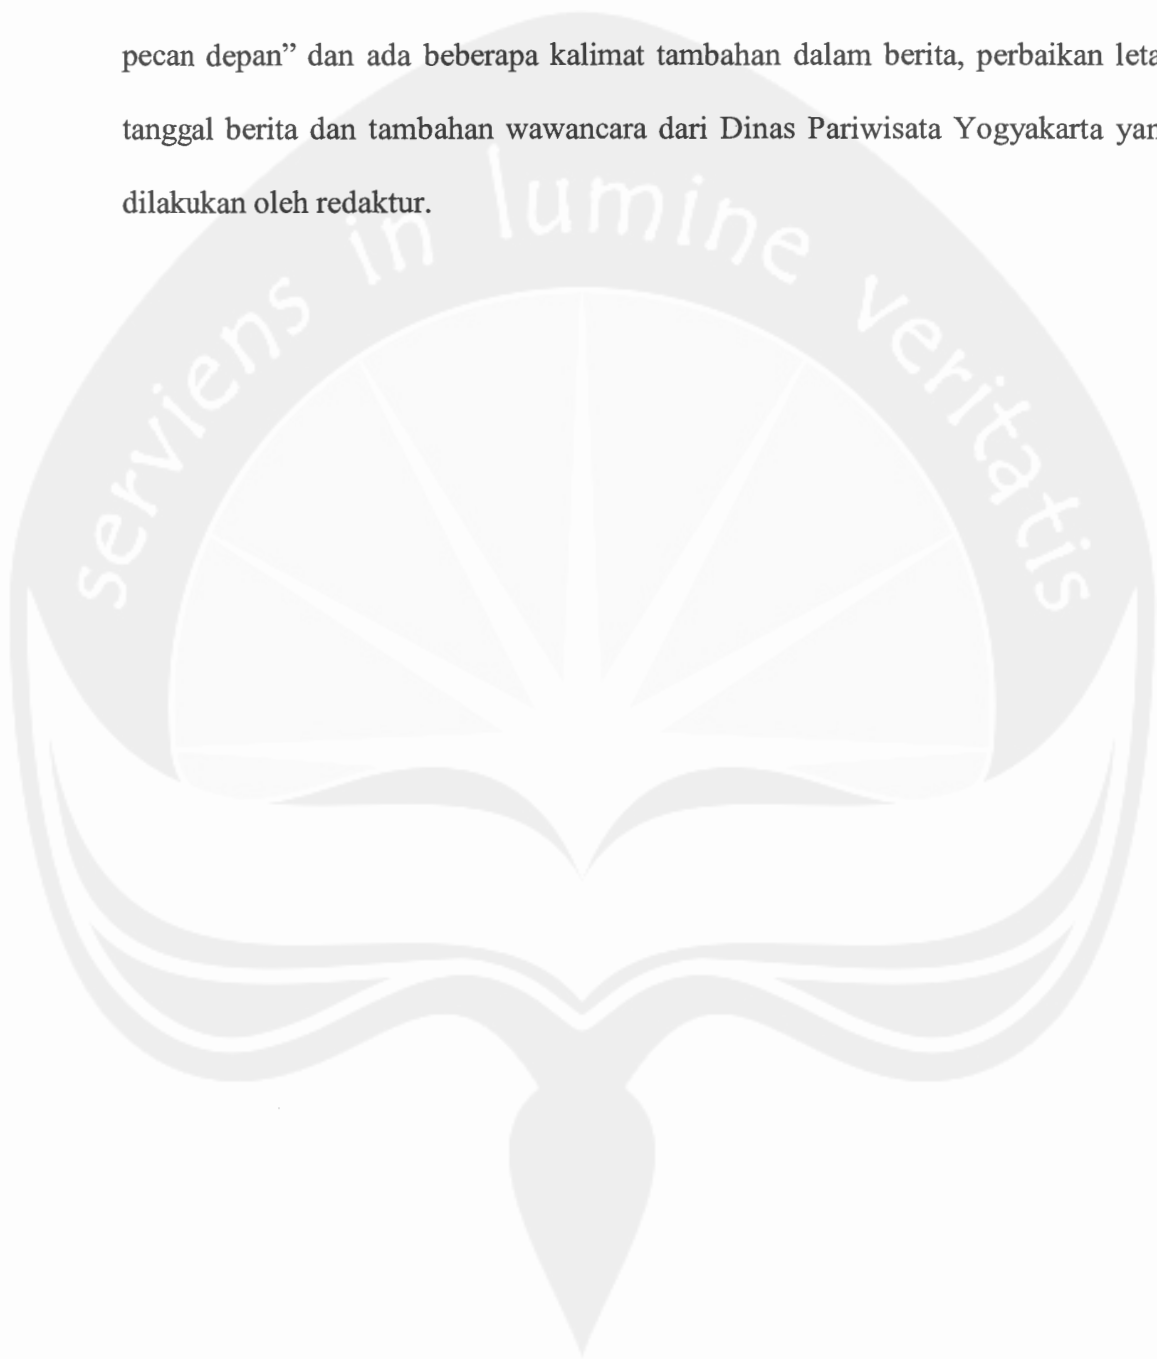 pecan depan” dan ada beberapa kalimat tambahan dalam berita, perbaikan leta
tanggal berita dan tambahan wawancara dari Dinas Pariwisata Yogyakarta yan
dilakukan oleh redaktur.
serviens in lumine veritatis